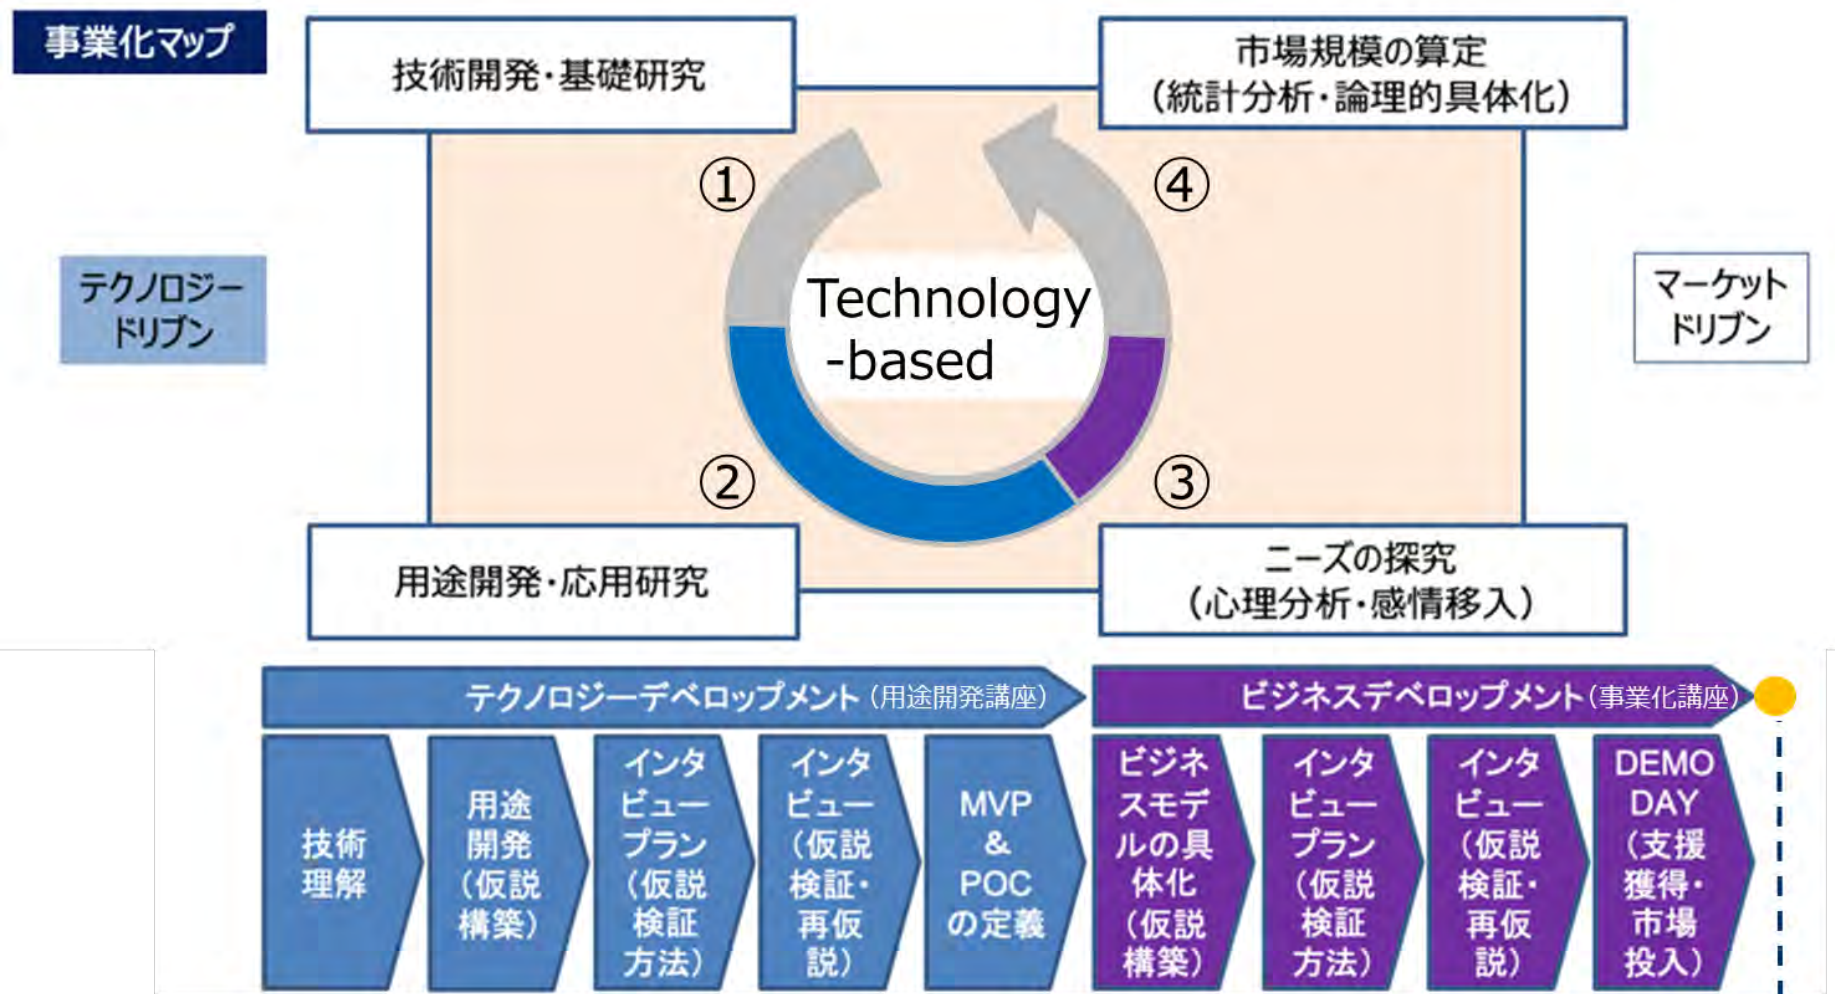 事業化マップ
技術開発・基礎研究
市場規模の算定
（統計分析・論理的具体化）
①
④
テクノロジー
ドリブン
Technology
-based
マーケット
ドリブン
②
③
用途開発・応用研究
ニーズの探究
（心理分析・感情移入）
テクノロジーデベロップメント（用途開発講座）
ビジネスデベロップメント（事業化講座）
技術
理解
用途
開発
（仮説
構築）
インタ
ビュー
プラン
（仮説
検証
方法）
インタ
ビュー
（仮説
検証・
再仮
説）
MVP
&
POC
の定義
ビジネ
スモデ
ルの具
体化
（仮説
構築）
インタ
ビュー
プラン
（仮説
検証
方法）
インタ
ビュー
（仮説
検証・
再仮
説）
DEMO
DAY
（支援
獲得・
市場
投入）